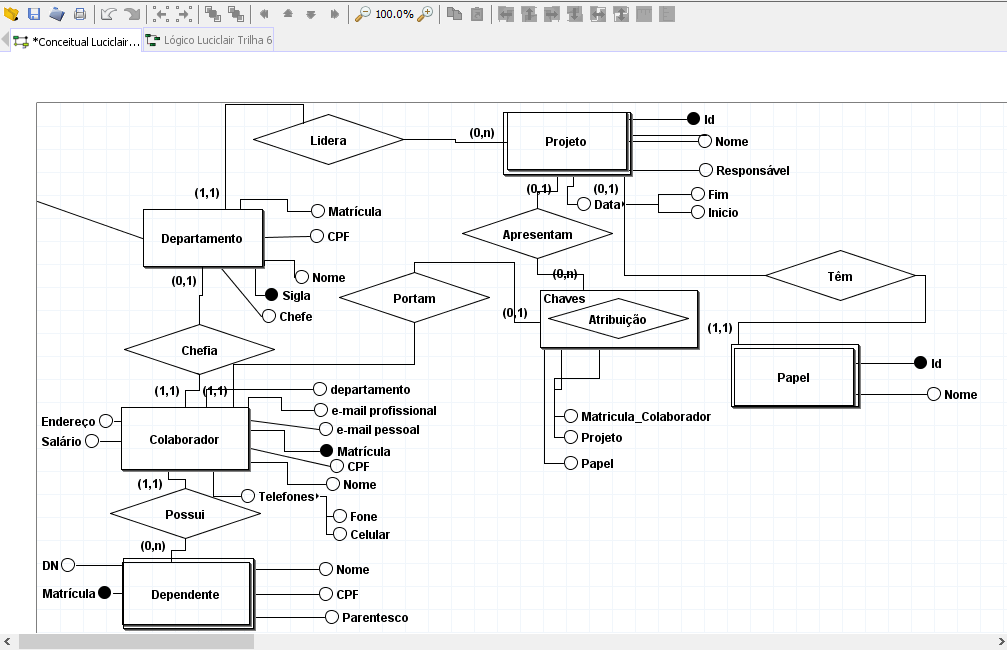 100.0%
*Conceitual Luciclair...
Lógico Luciclair Trilha 6
Lidera
(0,n)
Projeto
Id
Nome
Responsável
(1,1)
(0,1)
(0,1)
Data
Fim
Inicio
Departamento
Matrícula
CPF
Nome
Sigla
Chefe
Apresentam
(0,1)
(0,n)
Têm
Portam
(0,1)
Chaves
Atribuição
(1,1)
Chefia
Papel
Id
Nome
(1,1)
(1,1)
departamento
e-mail profissional
e-mail pessoal
Endereço
Salário
Colaborador
Matrícula
CPF
Nome
Matricula_Colaborador
Projeto
Papel
(1,1)
Telefones
Fone
Celular
Possui
(0,n)
DN
Matrícula
Dependente
Nome
CPF
Parentesco